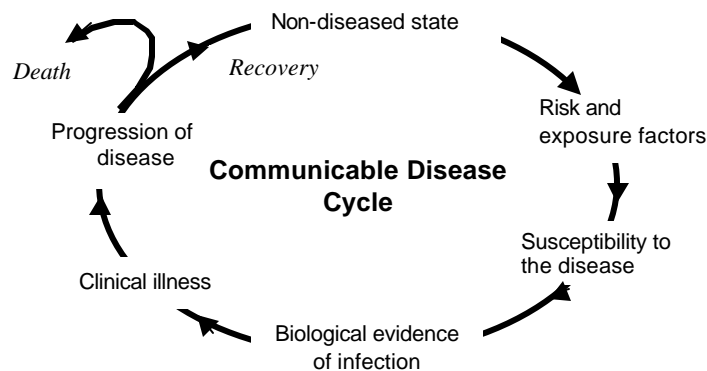 Non-diseased state
Death
Recovery
Risk and
exposure factors
Progression of
disease
Communicable Disease
Cycle
Susceptibility to
the disease
Clinical illness
Biological evidence
of infection